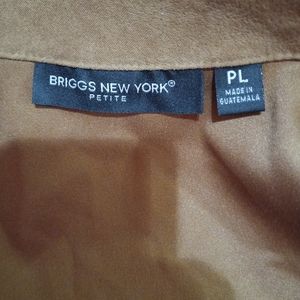 BRIGGS NEW YORK®
PETITE
PL
MADE IN
GUATEMALA